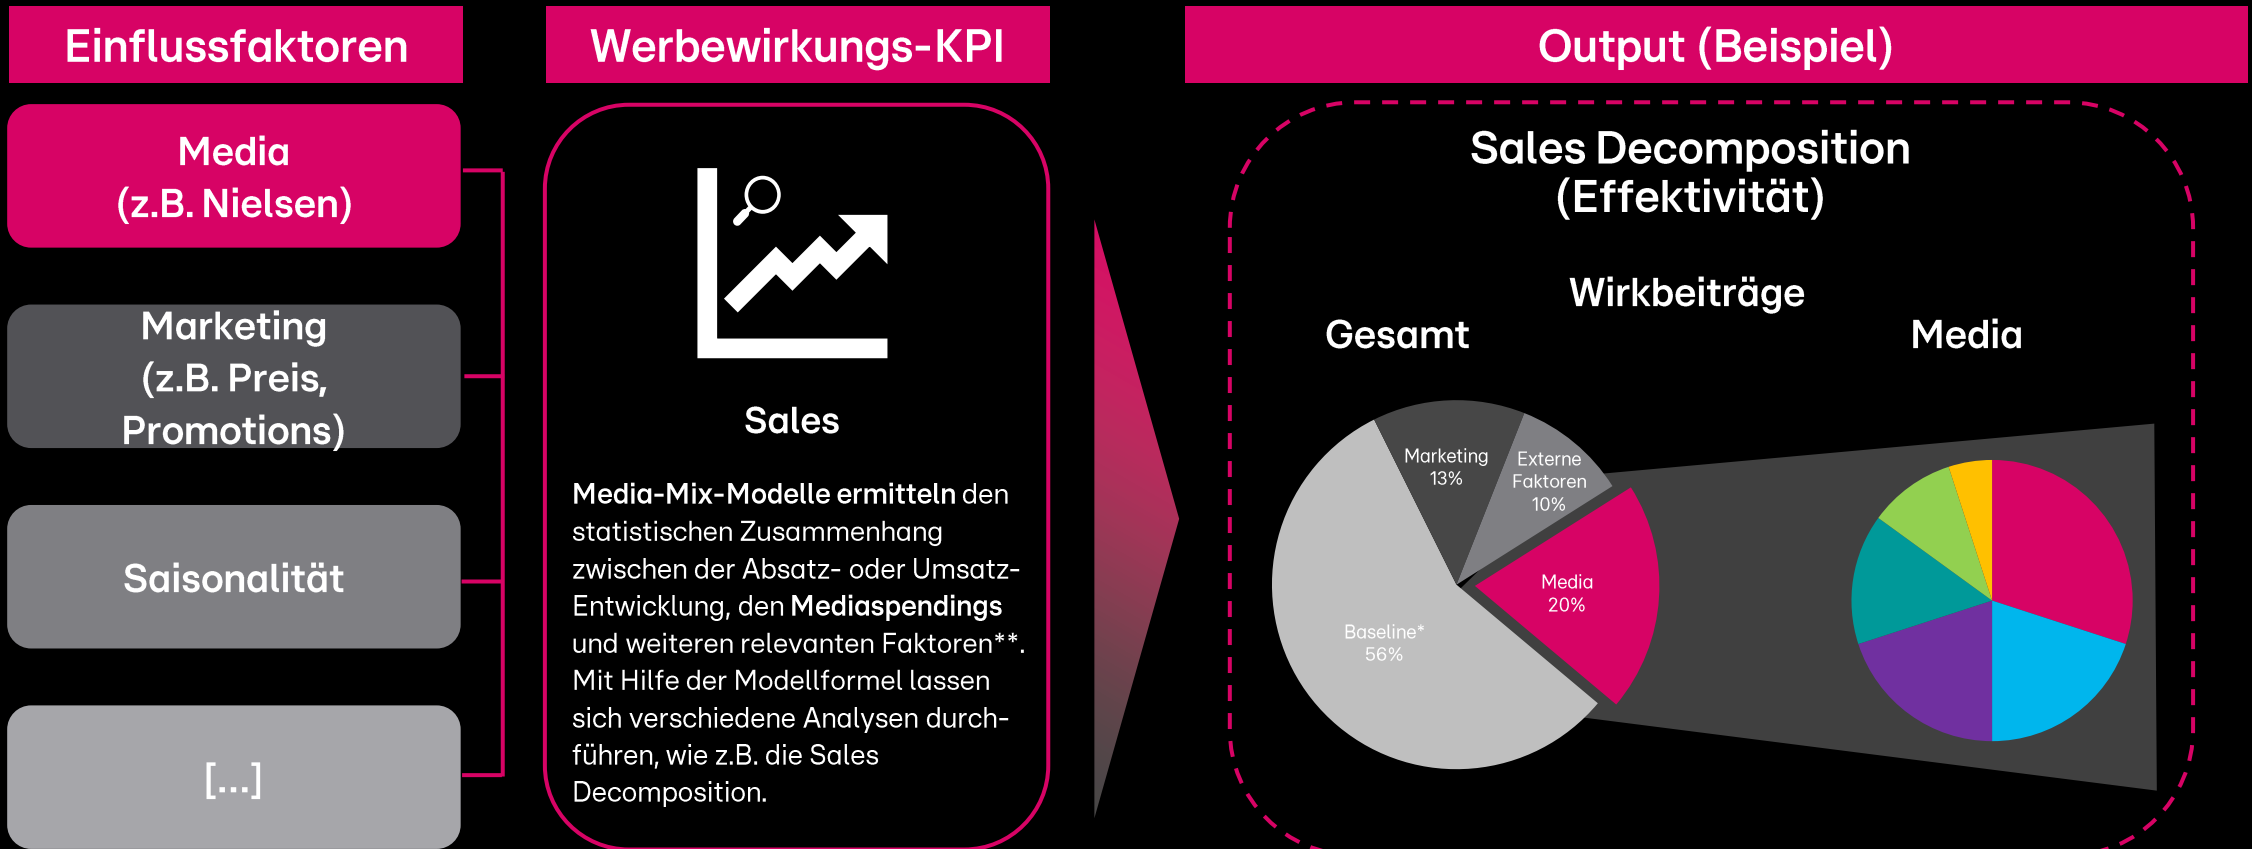 Einflussfaktoren
Media
(z.B. Nielsen)
Marketing
(z.B. Preis,
Promotions)
Saisonalität
[...]
Werbewirkungs-KPI
Sales
Media-Mix-Modelle ermitteln den
statistischen Zusammenhang
zwischen der Absatz- oder Umsatz-
Entwicklung, den Mediaspendings
und weiteren relevanten Faktoren**.
Mit Hilfe der Modellformel lassen
sich verschiedene Analysen durch-
führen, wie z.B. die Sales
Decomposition.
Output (Beispiel)
Sales Decomposition
(Effektivität)
Wirkbeiträge
Gesamt
Media
Marketing
13%
Externe
Faktoren
10%
Media
20%
Baseline*
56%